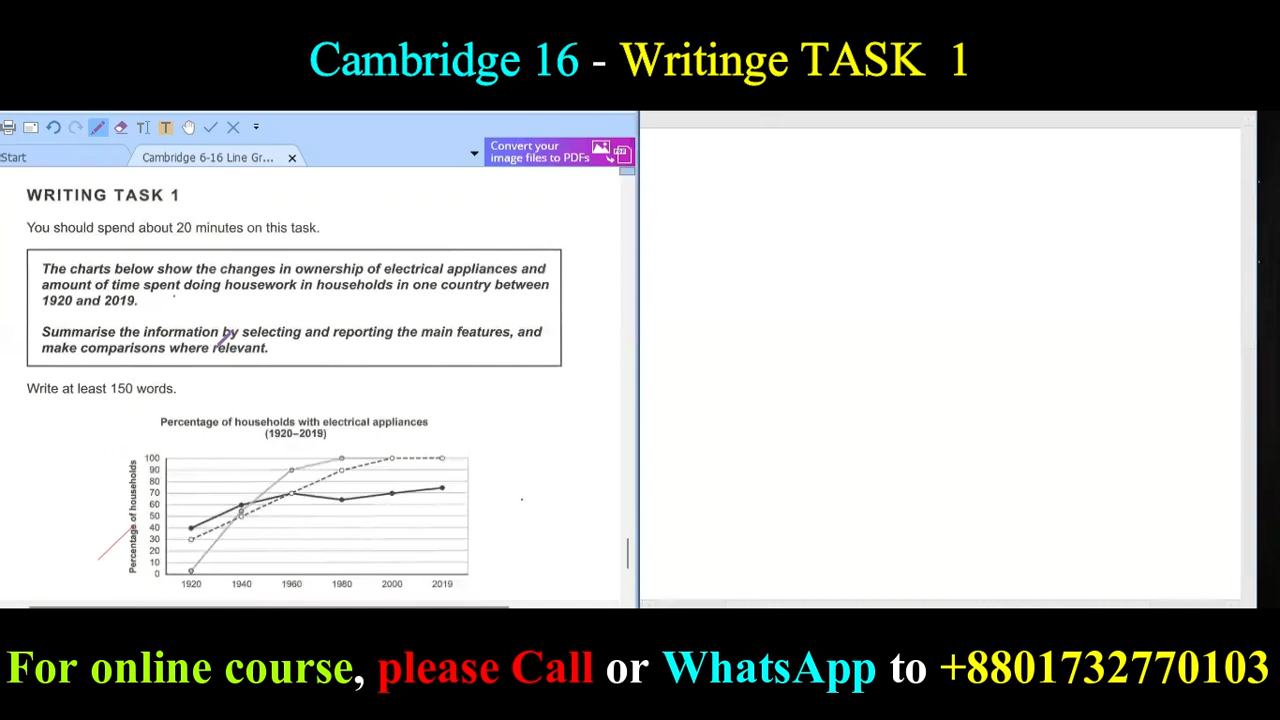 Cambridge 16 - Writinge TASK 1
Convert your
image files to PDFs
Start
Cambridge 6-16 Line Gr...
WRITING TASK 1
You should spend about 20 minutes on this task.
The charts below show the changes in ownership of electrical appliances and
amount of time spent doing housework in households in one country between
1920 and 2019.
Summarise the information by selecting and reporting the main features, and
make comparisons where relevant.
Write at least 150 words.
Percentage of households with electrical appliances
(1920–2019)
Percentage of households
100
90
80
70
60
50
40
30
20
10
0
1920 1940 1960 1980 2000 2019
For online course, please Call or WhatsApp to +8801732770103